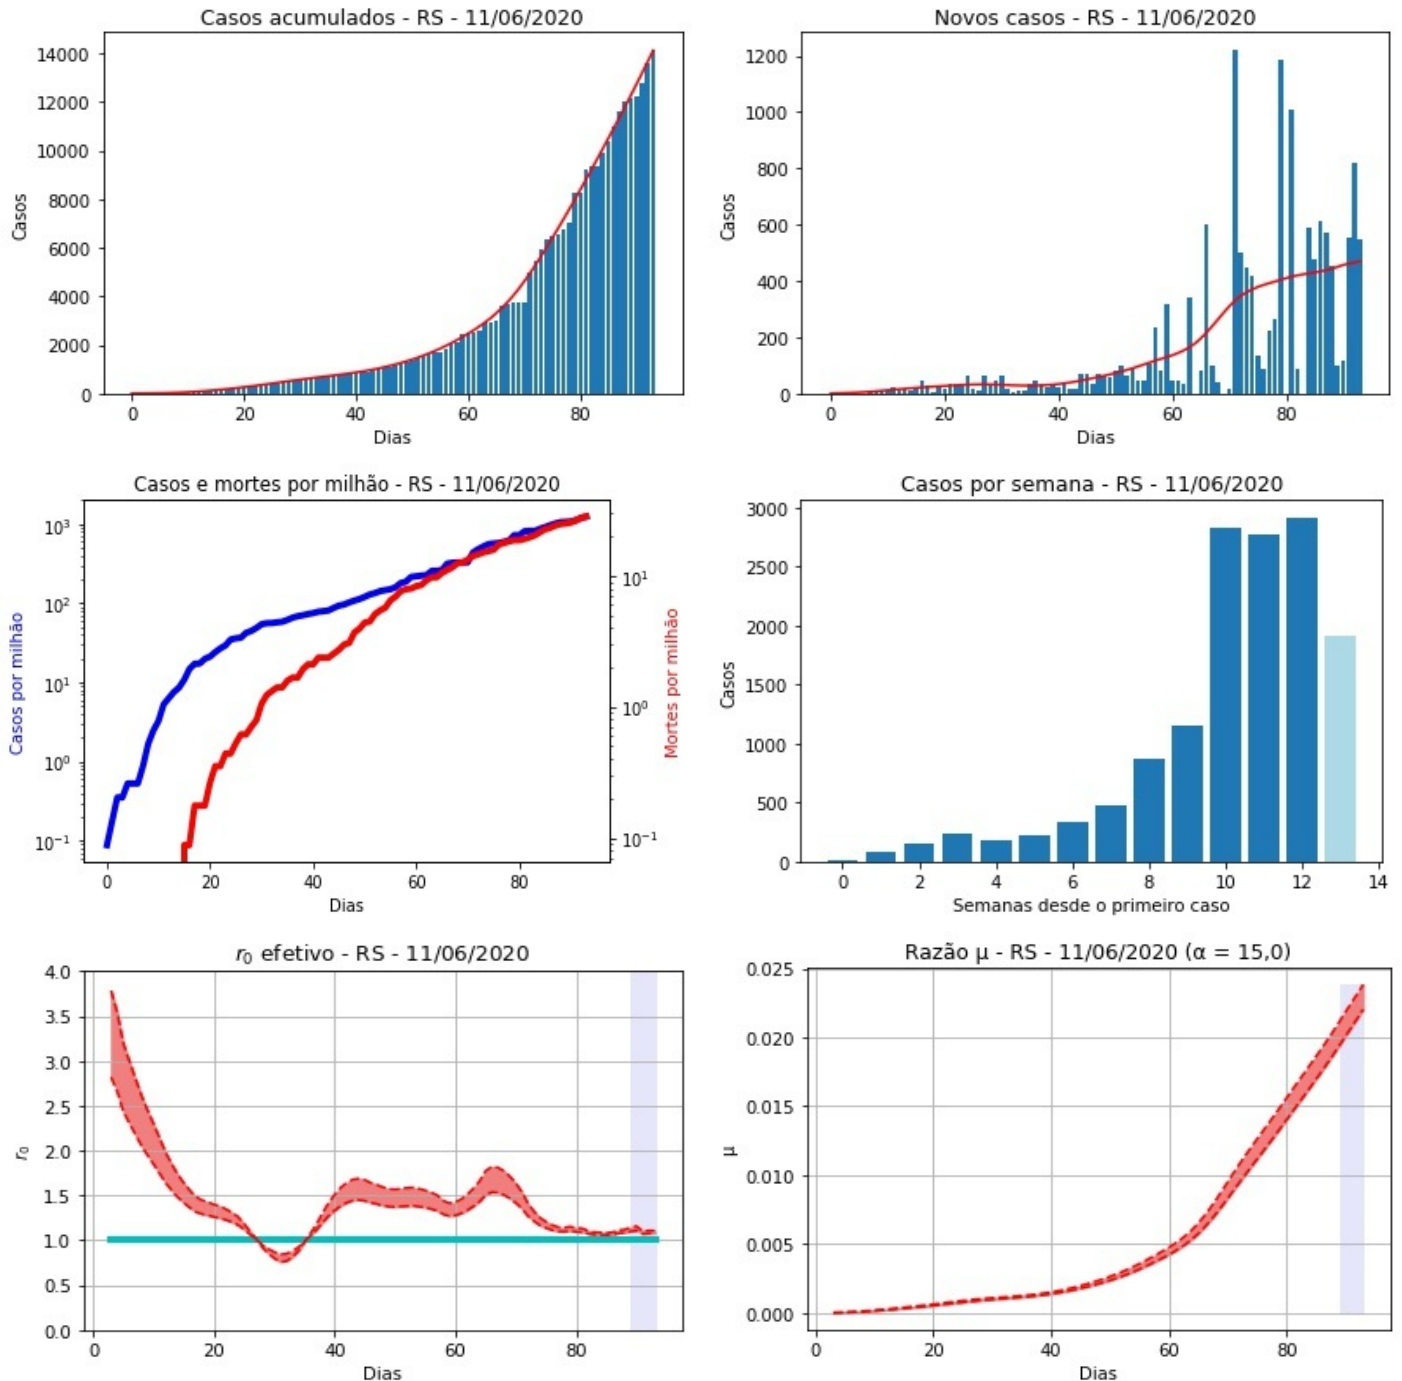 Casos acumulados - RS - 11/06/2020
14000
12000
10000
8000
6000
4000
2000
0
Casos
0 20 40 60 80
Dias
Novos casos - RS - 11/06/2020
1200
1000
800
600
400
200
0
Casos
0 20 40 60 80
Dias
Casos e mortes por milhão - RS - 11/06/2020
10³
10²
10¹
10⁰
10⁻¹
Casos por milhão
10¹
10⁰
10⁻¹
Mortes por milhão
0 20 40 60 80
Dias
Casos por semana - RS - 11/06/2020
3000
2500
2000
1500
1000
500
0
Casos
0 2 4 6 8 10 12 14
Semanas desde o primeiro caso
r₀ efetivo - RS - 11/06/2020
4.0
3.5
3.0
2.5
2.0
1.5
1.0
0.5
0.0
r₀
0 20 40 60 80
Dias
Razão μ - RS - 11/06/2020 (α = 15,0)
0.025
0.020
0.015
0.010
0.005
0.000
μ
0 20 40 60 80
Dias